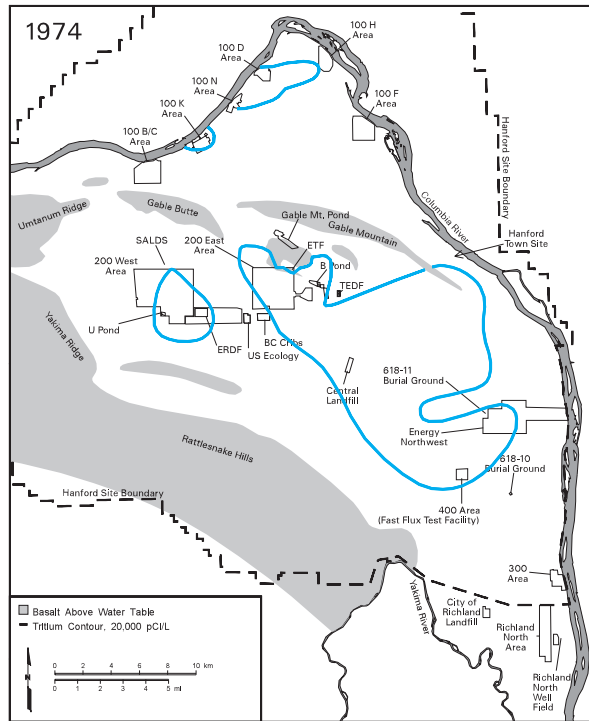 1974
100 H
Area
100 D
Area
100 N
Area
100 K
Area
100 F
Area
100 B/C
Area
Columbia River
Hanford Site
Boundary
Umtanum Ridge
Gable Butte
Gable Mt. Pond
Gable Mountain
Hanford
Town Site
SALDS
200 East
Area
ETF
200 West
Area
B Pond
TEDF
U Pond
ERDF
BC Cribs
US Ecology
Yakima Ridge
Central
Landfill
618-11
Burial Ground
Energy
Northwest
Rattlesnake Hills
618-10
Burial Ground
Hanford Site Boundary
400 Area
(Fast Flux Test Facility)
300
Area
Yakima River
City of
Richland
Landfill
Richland
North
Area
Richland
North
Well
Field
Basalt Above Water Table
Tritium Contour, 20,000 pCi/L
0 2 4 6 8 10 km
0 1 2 3 4 5 mi